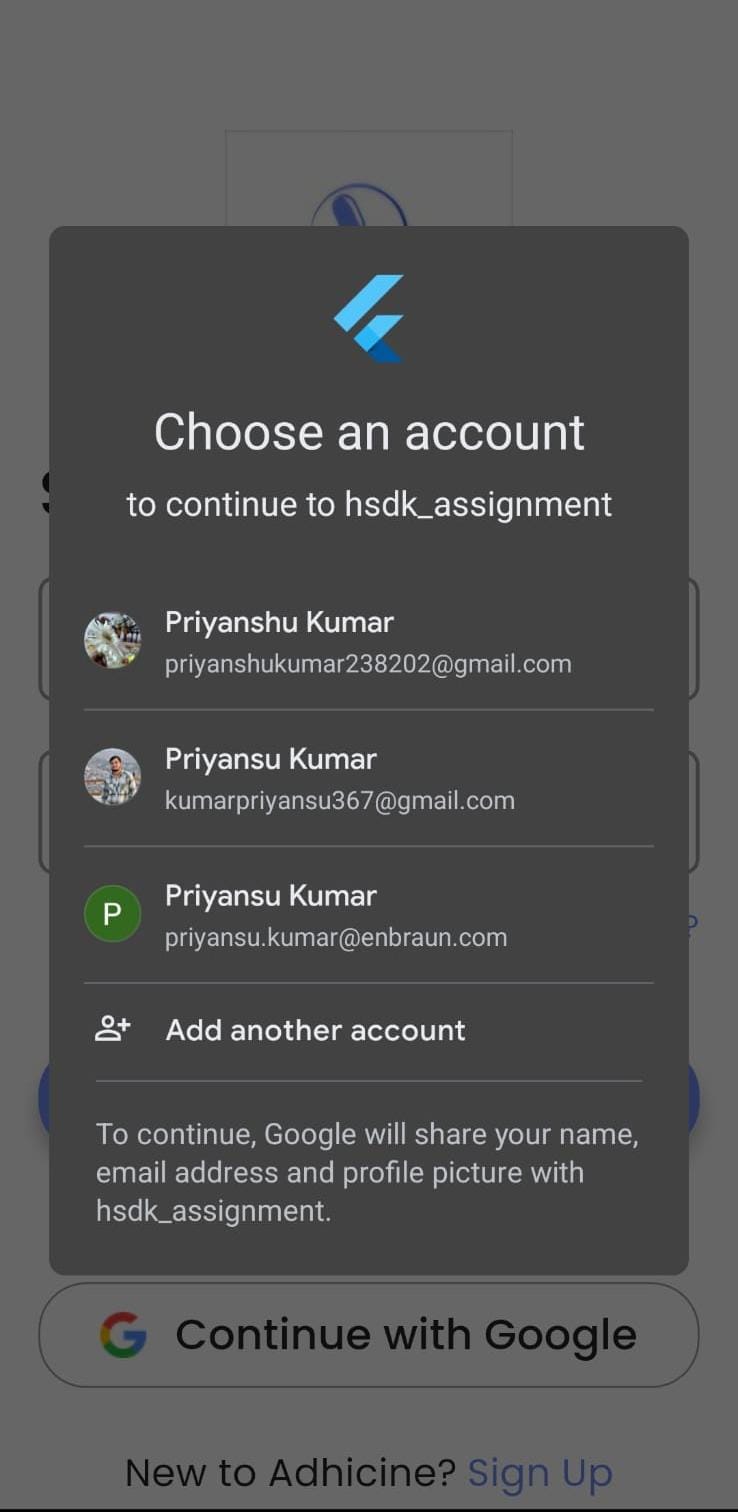 Choose an account
to continue to hsdk_assignment
Priyanshu Kumar
priyanshukumar238202@gmail.com
Priyansu Kumar
kumarpriyansu367@gmail.com
P
Priyansu Kumar
priyansu.kumar@enbraun.com
?
Add another account
To continue, Google will share your name,
email address and profile picture with
hsdk_assignment.
Continue with Google
New to Adhicine? Sign Up